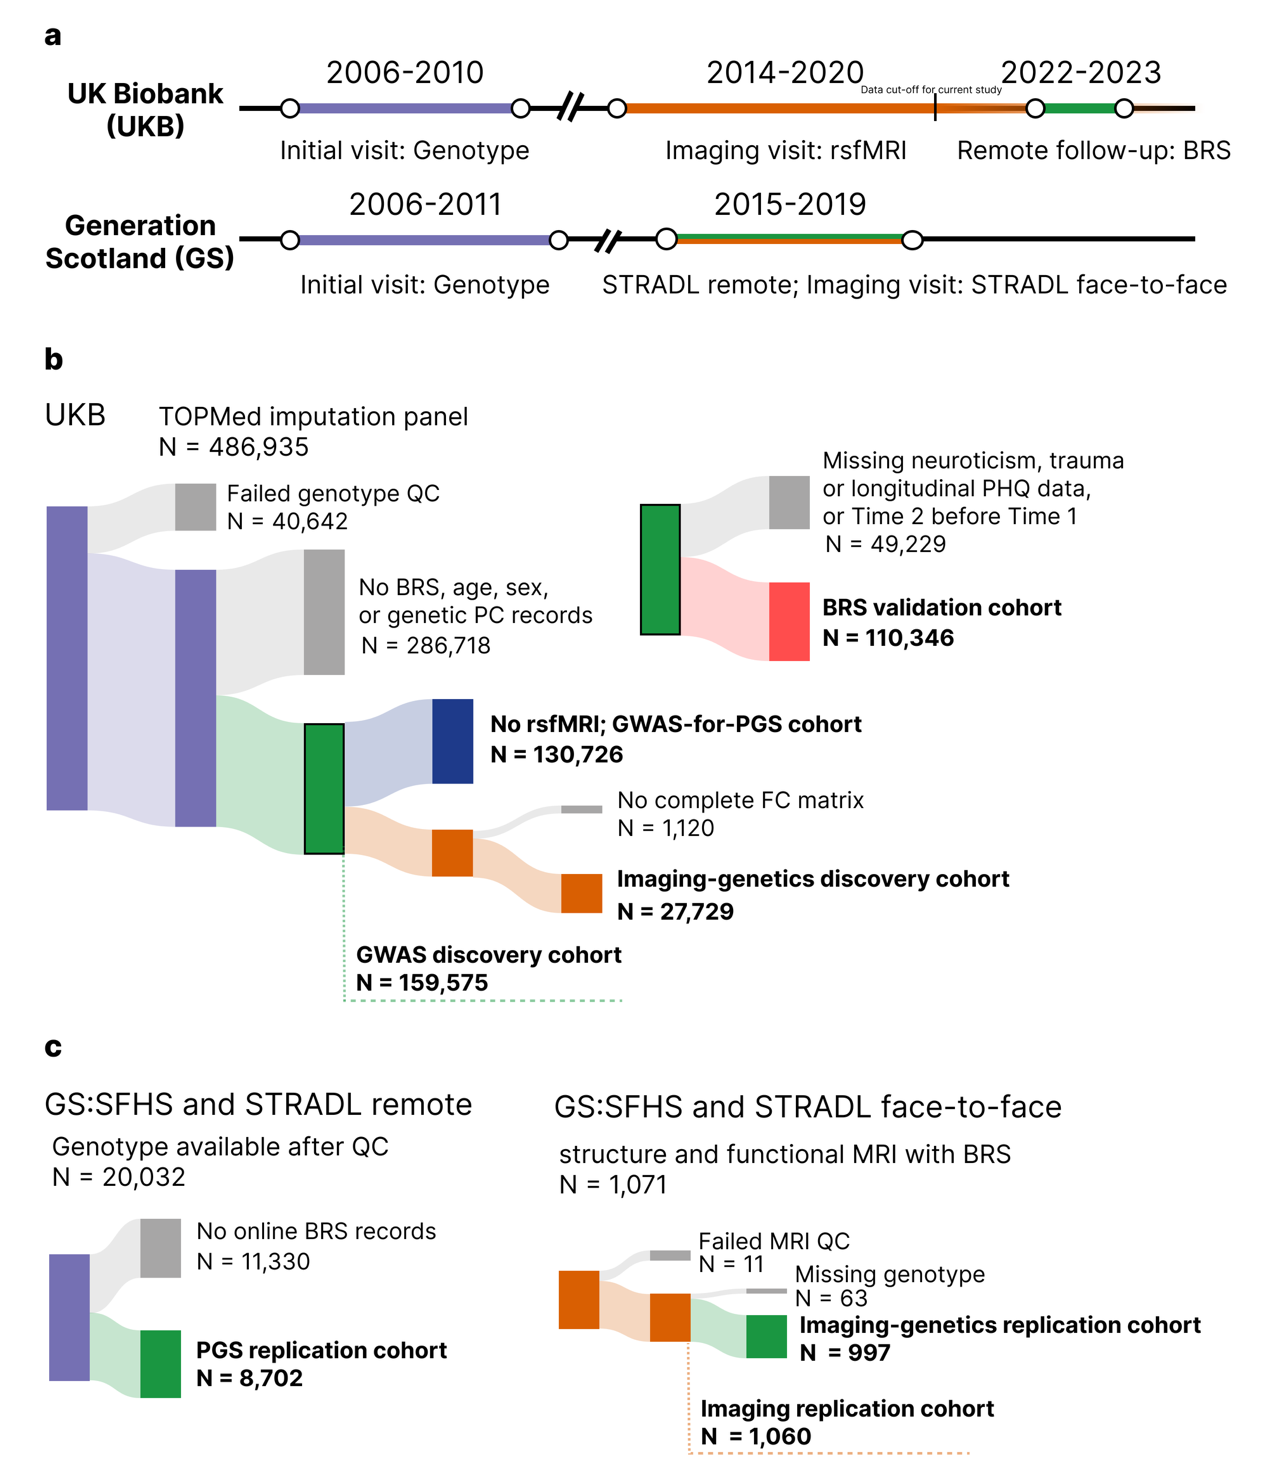 a
2006-2010
2014-2020
2022-2023
Data cut-off for current study
UK Biobank
(UKB)
Initial visit: Genotype
Imaging visit: rsfMRI
Remote follow-up: BRS
2006-2011
2015-2019
Generation
Scotland (GS)
Initial visit: Genotype
STRADL remote; Imaging visit: STRADL face-to-face
b
UKB
TOPMed imputation panel
N = 486,935
Failed genotype QC
N = 40,642
No BRS, age, sex,
or genetic PC records
N = 286,718
Missing neuroticism, trauma
or longitudinal PHQ data,
or Time 2 before Time 1
N = 49,229
BRS validation cohort
N = 110,346
No rsfMRI; GWAS-for-PGS cohort
N = 130,726
No complete FC matrix
N = 1,120
Imaging-genetics discovery cohort
N = 27,729
GWAS discovery cohort
N = 159,575
c
GS:SFHS and STRADL remote
Genotype available after QC
N = 20,032
No online BRS records
N = 11,330
PGS replication cohort
N = 8,702
GS:SFHS and STRADL face-to-face
structure and functional MRI with BRS
N = 1,071
Failed MRI QC
N = 11
Missing genotype
N = 63
Imaging-genetics replication cohort
N = 997
Imaging replication cohort
N = 1,060